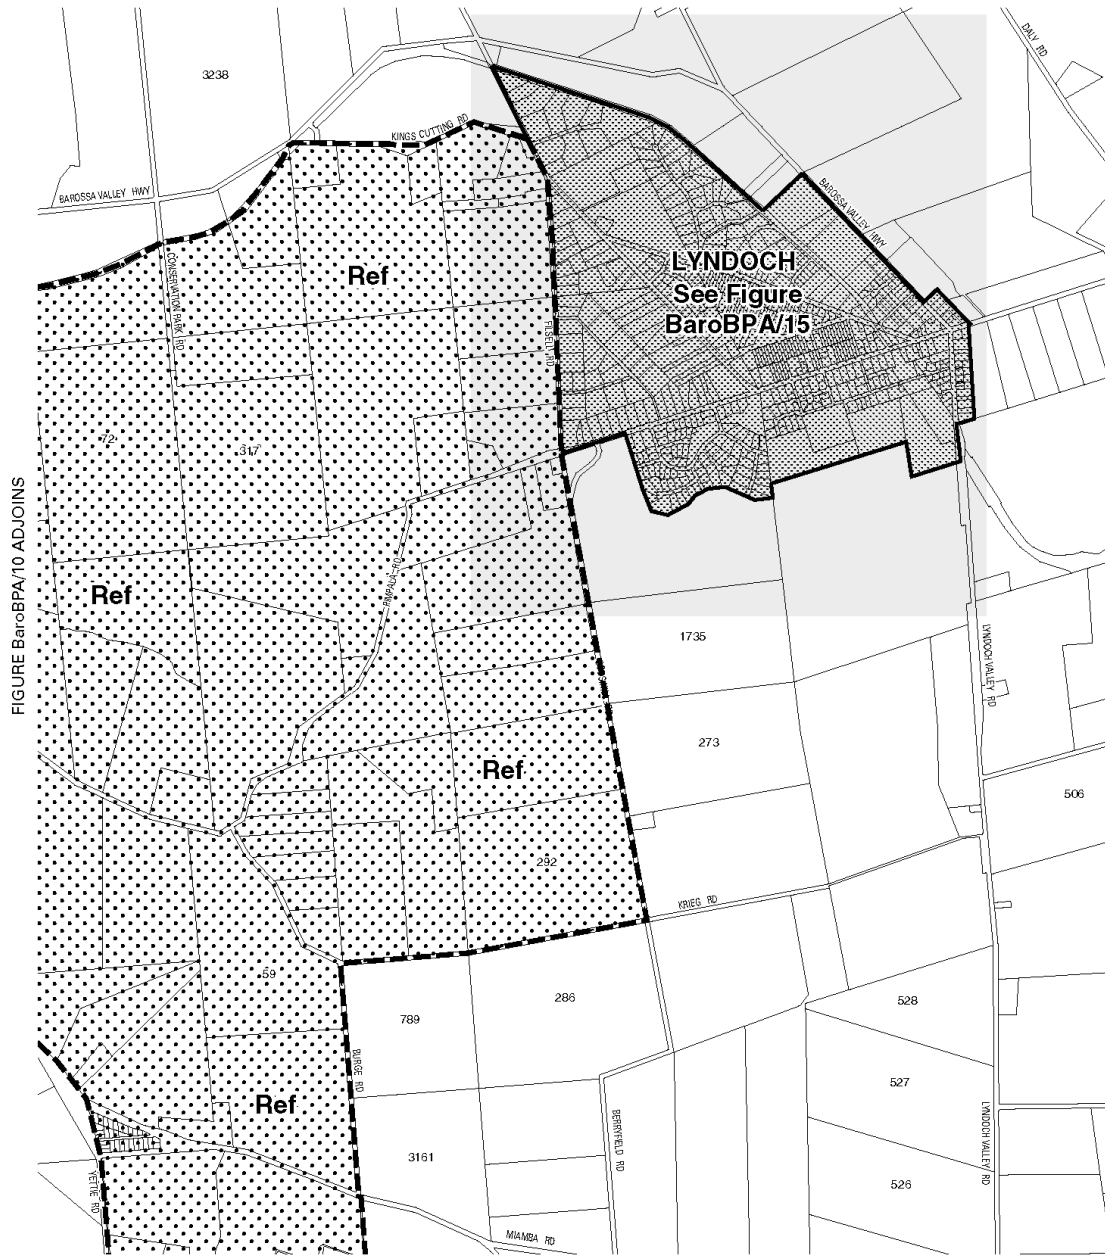 DALY RD
3238
KINGS CUTTING RD
BAROSSA VALLEY HWY
BAROSSA VALLEY HWY
CONSERVATION PARK RD
Ref
LYNDOCH
See Figure
BaroBPA/15
FILSELL RD
72
317
FIGURE BaroBPA/10 ADJOINS
RIMPALA RD
Ref
1735
LYNDOCH VALLEY RD
273
Ref
506
292
KRIEG RD
59
286
528
789
BURGE RD
527
Ref
BERRYFIELD RD
LYNDOCH VALLEY RD
3161
YETTIE RD
526
MIAMBA RD